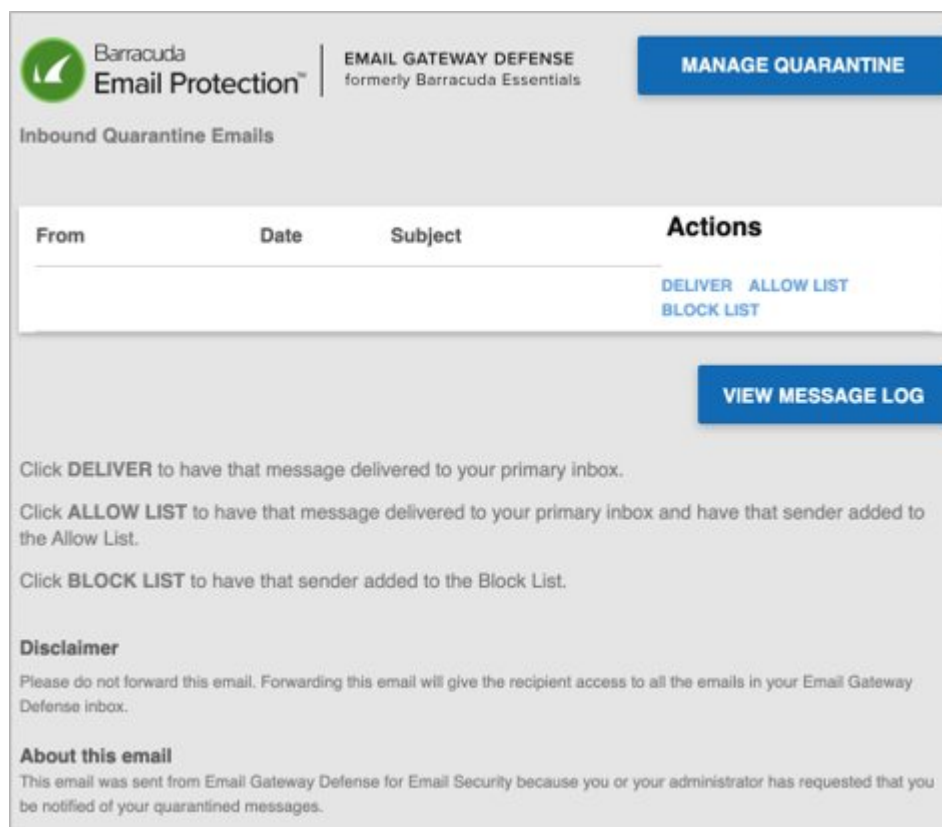 Barracuda
Email Protection™
EMAIL GATEWAY DEFENSE
formerly Barracuda Essentials
MANAGE QUARANTINE
Inbound Quarantine Emails
From Date Subject Actions
DELIVER ALLOW LIST
BLOCK LIST
VIEW MESSAGE LOG
Click DELIVER to have that message delivered to your primary inbox.
Click ALLOW LIST to have that message delivered to your primary inbox and have that sender added to
the Allow List.
Click BLOCK LIST to have that sender added to the Block List.
Disclaimer
Please do not forward this email. Forwarding this email will give the recipient access to all the emails in your Email Gateway
Defense inbox.
About this email
This email was sent from Email Gateway Defense for Email Security because you or your administrator has requested that you
be notified of your quarantined messages.